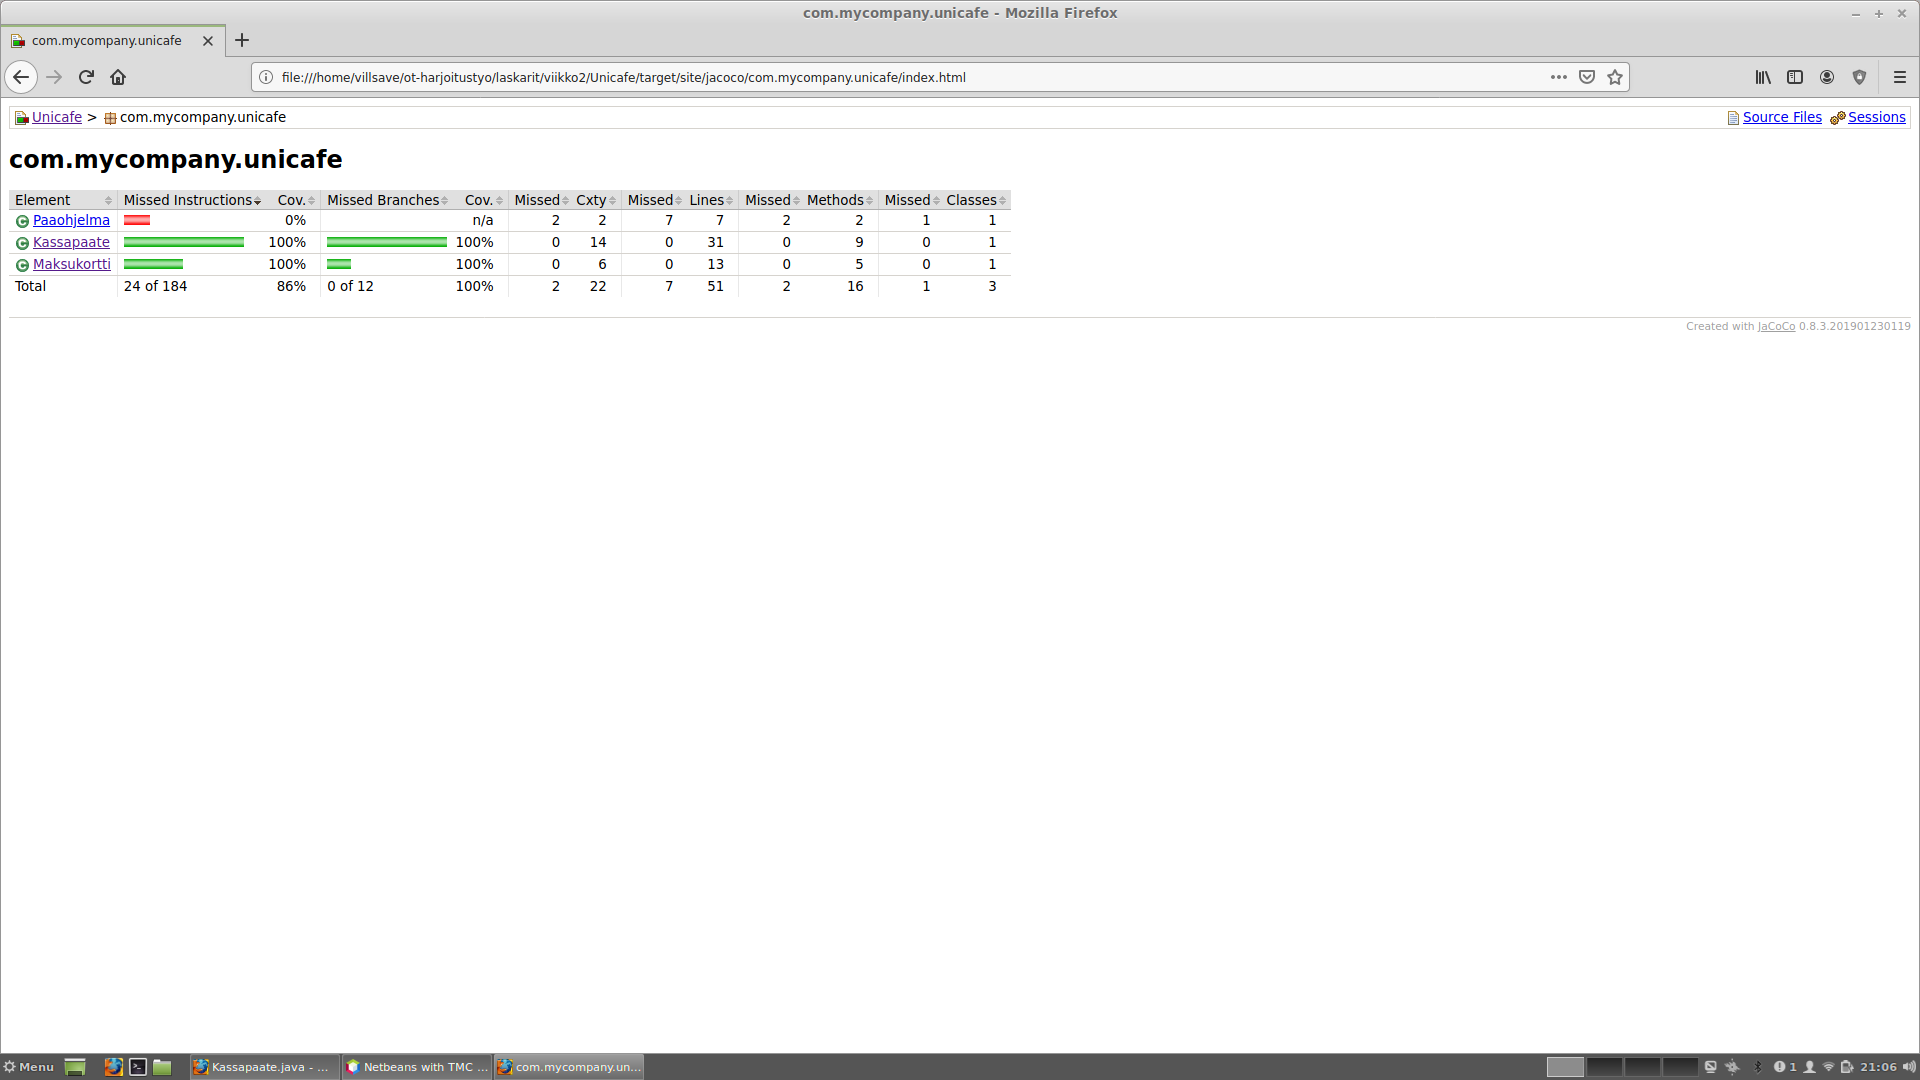 com.mycompany.unicafe - Mozilla Firefox
com.mycompany.unicafe
file:///home/villsave/ot-harjoitustyo/laskarit/viikko2/Unicafe/target/site/jacoco/com.mycompany.unicafe/index.html
Unicafe > com.mycompany.unicafe Source Files Sessions
com.mycompany.unicafe
Element Missed Instructions Cov. Missed Branches Cov. Missed Cxty Missed Lines Missed Methods Missed Classes
Paaohjelma 0% n/a 2 2 7 7 2 2 1 1
Kassapaate 100% 100% 0 14 0 31 0 9 0 1
Maksukortti 100% 100% 0 6 0 13 0 5 0 1
Total 24 of 184 86% 0 of 12 100% 2 22 7 51 2 16 1 3
Created with JaCoCo 0.8.3.201901230119
Menu Kassapaate.java - ... Netbeans with TMC ... com.mycompany.un... 1 21:06